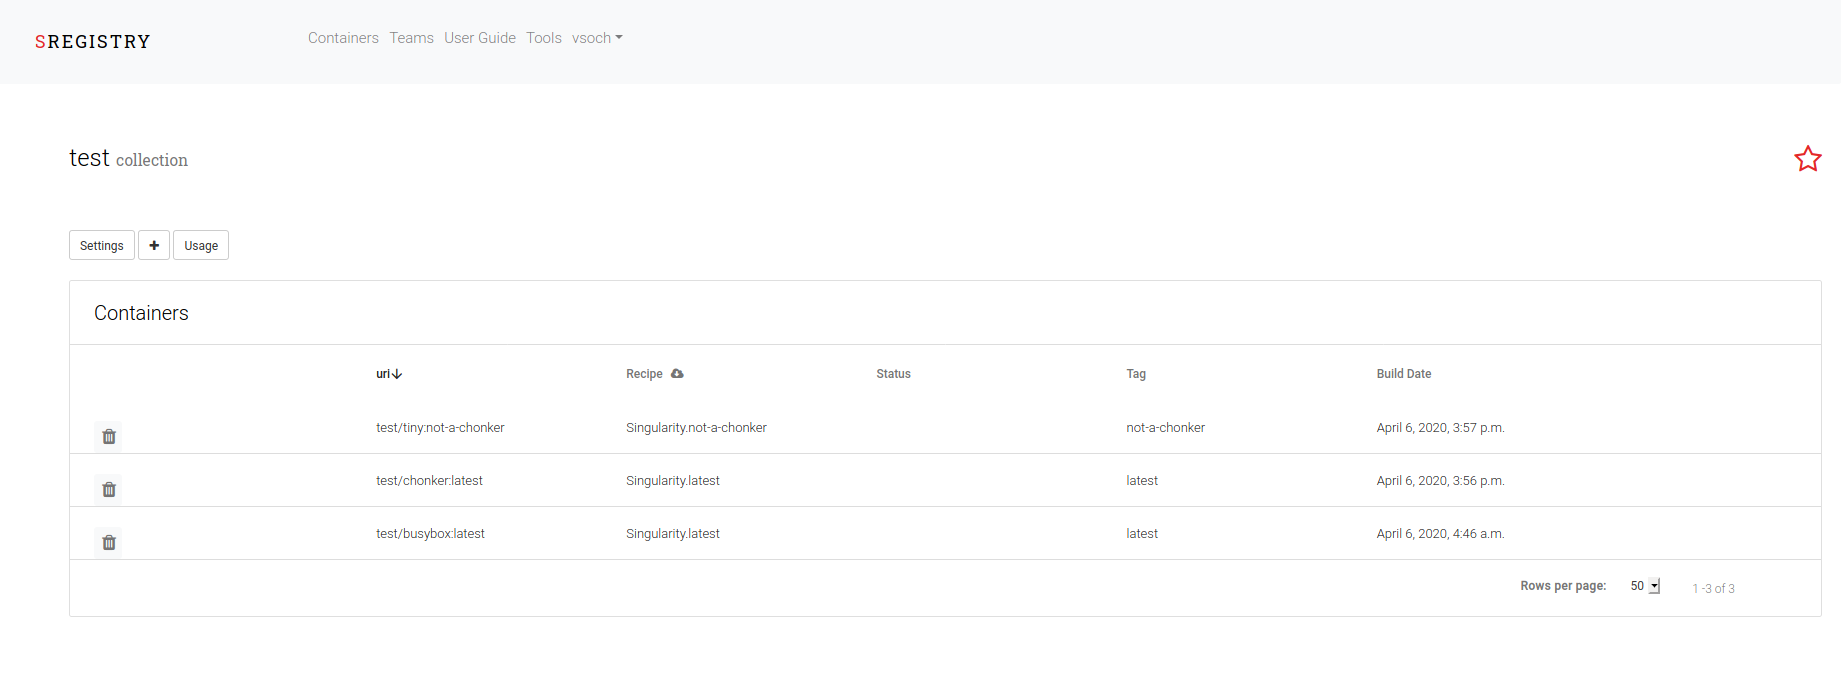 SREGISTRY Containers Teams User Guide Tools vsoch
test collection
Settings Usage
Containers
uri Recipe Status Tag Build Date
test/tiny:not-a-chonker Singularity.not-a-chonker not-a-chonker April 6, 2020, 3:57 p.m.
test/chonker:latest Singularity.latest latest April 6, 2020, 3:56 p.m.
test/busybox:latest Singularity.latest latest April 6, 2020, 4:46 a.m.
Rows per page: 50 1 -3 of 3